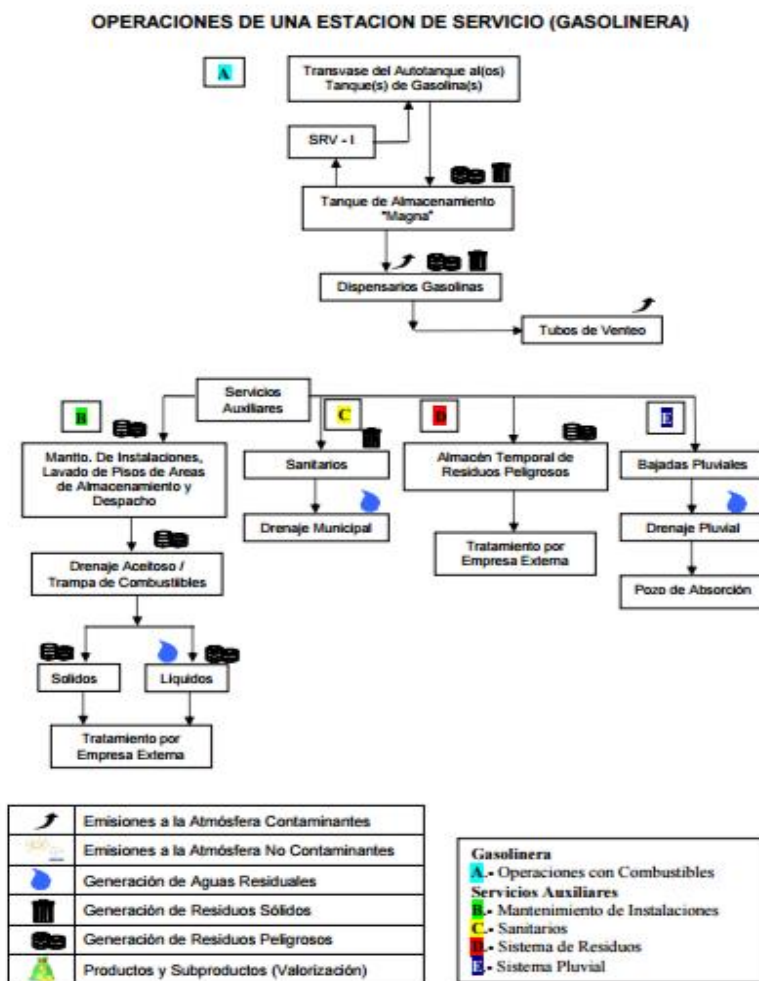 OPERACIONES DE UNA ESTACION DE SERVICIO (GASOLINERA)
A
Transvase del Autotanque al(os)
Tanque(s) de Gasolina(s)
SRV - I
Tanque de Almacenamiento
"Magna"
Dispensarios Gasolinas
Tubos de Venteo
Servicios
Auxiliares
B
C
D
E
Mantto. De Instalaciones,
Lavado de Pisos de Areas
de Almacenamiento y
Despacho
Sanitarios
Almacén Temporal de
Residuos Peligrosos
Bajadas Pluviales
Drenaje Municipal
Tratamiento por
Empresa Externa
Drenaje Pluvial
Drenaje Aceitoso /
Trampa de Combustibles
Pozo de Absorción
Solidos
Líquidos
Tratamiento por
Empresa Externa
Emisiones a la Atmósfera Contaminantes
Emisiones a la Atmósfera No Contaminantes
Generación de Aguas Residuales
Generación de Residuos Sólidos
Generación de Residuos Peligrosos
Productos y Subproductos (Valorización)
Gasolinera
A.- Operaciones con Combustibles
Servicios Auxiliares
B.- Mantenimiento de Instalaciones
C.- Sanitarios
D.- Sistema de Residuos
E.- Sistema Pluvial